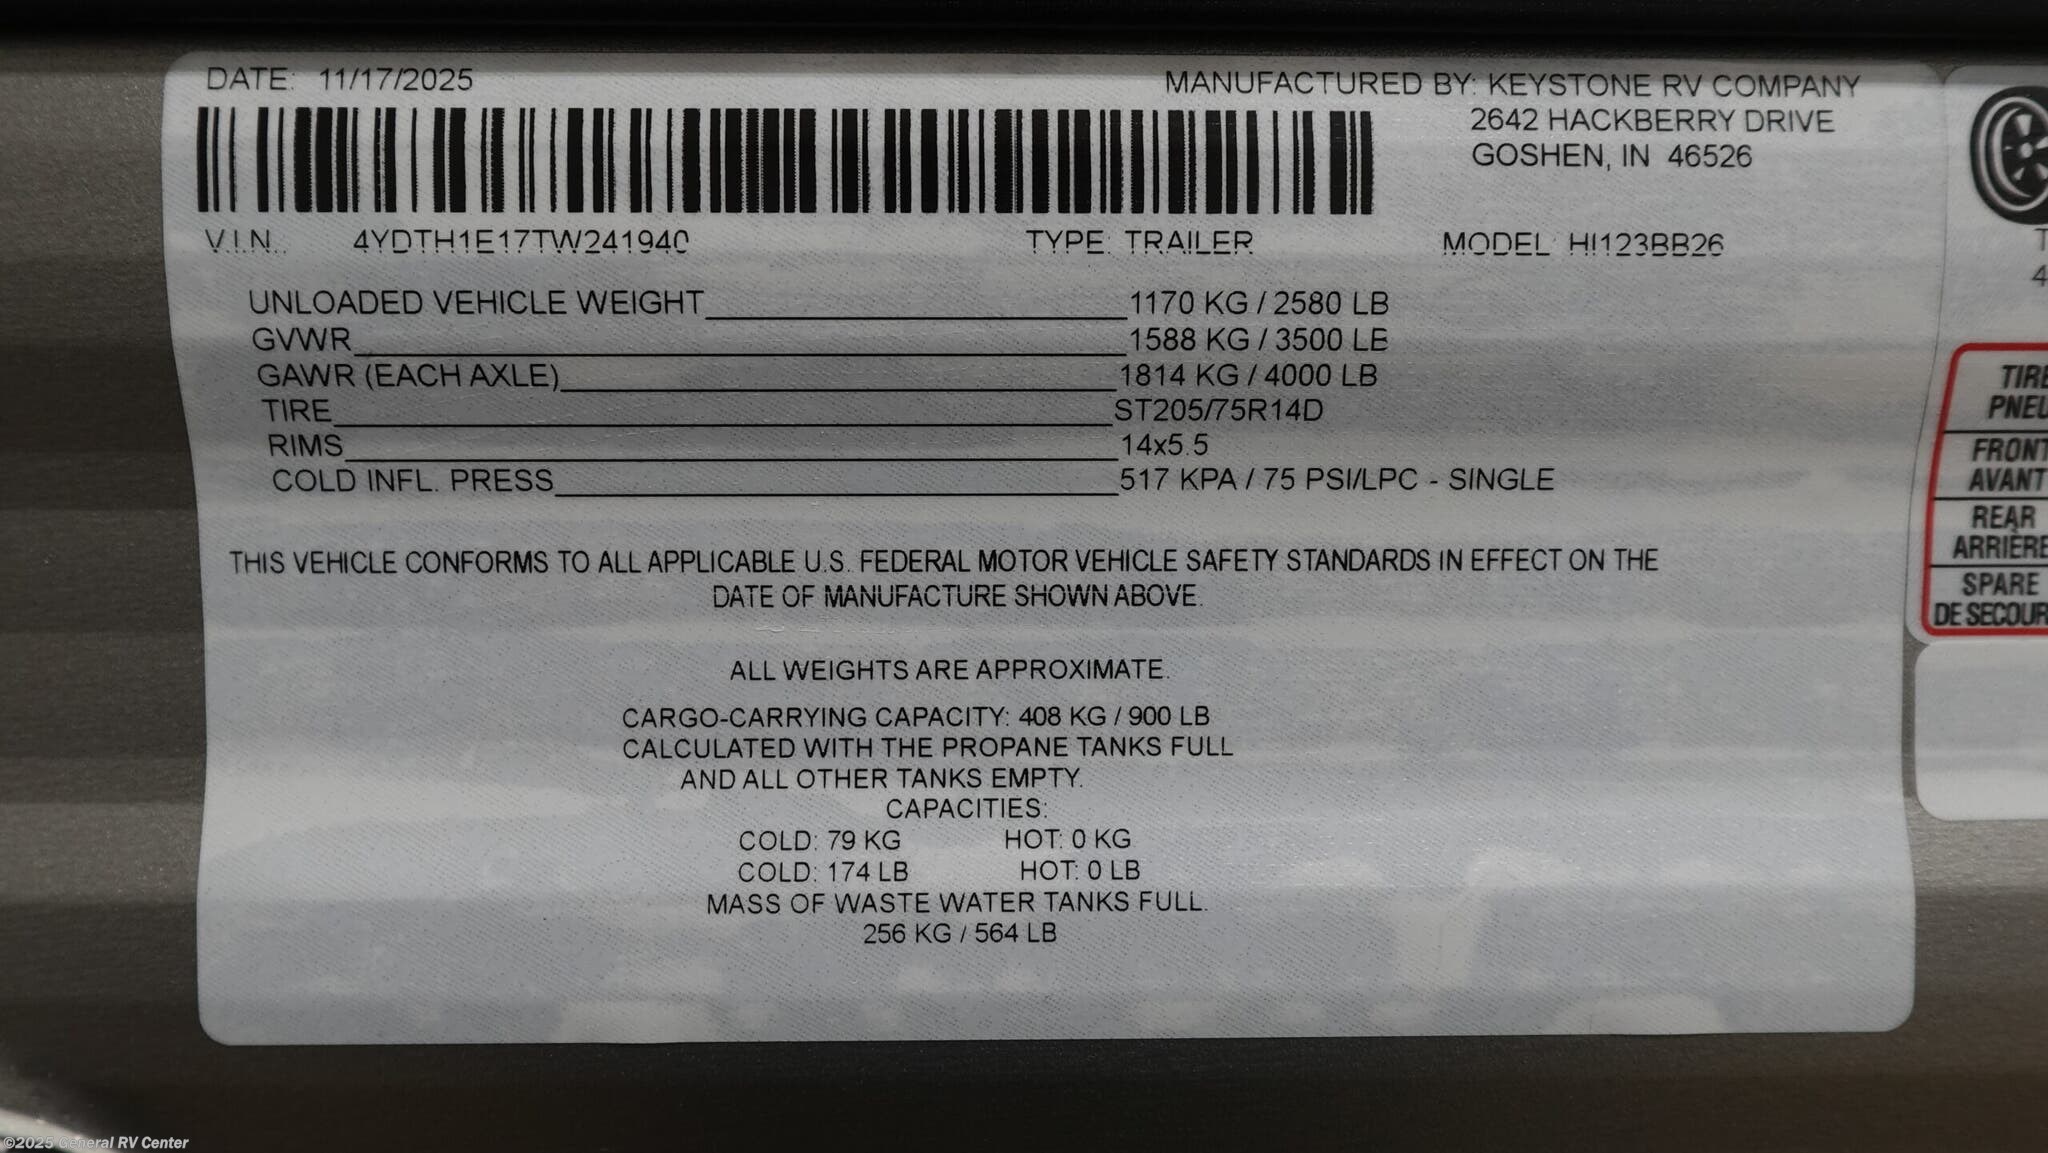 DATE: 11/17/2025
MANUFACTURED BY: KEYSTONE RV COMPANY
2642 HACKBERRY DRIVE
GOSHEN, IN 46526
V.I.N.: 4YDTH1E17TW241940 TYPE: TRAILER MODEL: HI123BB26
UNLOADED VEHICLE WEIGHT 1170 KG / 2580 LB
GVWR 1588 KG / 3500 LB
GAWR (EACH AXLE) 1814 KG / 4000 LB
TIRE ST205/75R14D
RIMS 14x5.5
COLD INFL. PRESS 517 KPA / 75 PSI/LPC - SINGLE
THIS VEHICLE CONFORMS TO ALL APPLICABLE U.S. FEDERAL MOTOR VEHICLE SAFETY STANDARDS IN EFFECT ON THE
DATE OF MANUFACTURE SHOWN ABOVE.
ALL WEIGHTS ARE APPROXIMATE.
CARGO-CARRYING CAPACITY: 408 KG / 900 LB
CALCULATED WITH THE PROPANE TANKS FULL
AND ALL OTHER TANKS EMPTY.
CAPACITIES:
COLD: 79 KG HOT: 0 KG
COLD: 174 LB HOT: 0 LB
MASS OF WASTE WATER TANKS FULL.
256 KG / 564 LB
TIRE
PNEU
FRONT
AVANT
REAR
ARRIÈRE
SPARE
DE SECOUR
©2025 General RV Center